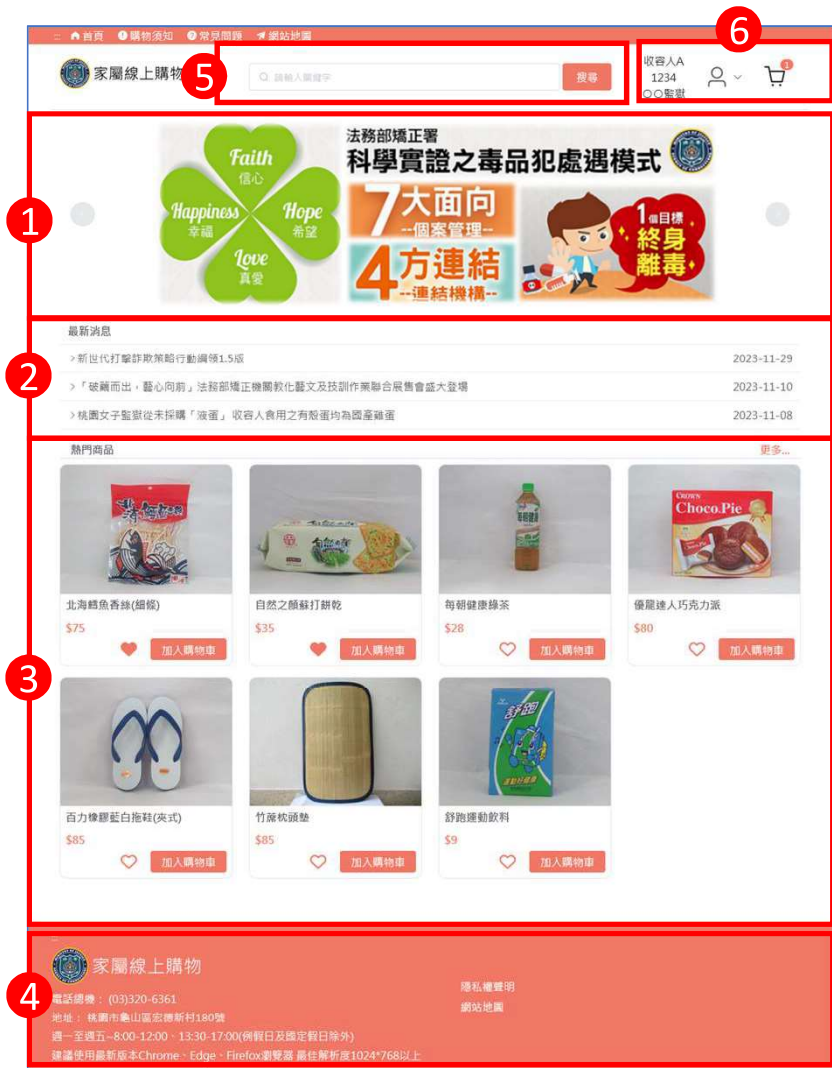 ::: 首頁 購物須知 常見問題 網站地圖
6
家屬線上購物
5
請輸入關鍵字
搜尋
收容人A
1234
○○監獄
1
1
Faith
信心
Happiness
幸福
Hope
希望
Love
真愛
法務部矯正署
科學實證之毒品犯處遇模式
7大面向
--個案管理--
4方連結
--連結機構--
1個目標
終身
離毒
2
最新消息
>新世代打擊詐欺策略行動綱領1.5版 2023-11-29
>「破繭而出,藝心向前」法務部矯正機關教化藝文及技訓作業聯合展售會盛大登場 2023-11-10
>桃園女子監獄從未採購「液蛋」收容人食用之有殼蛋均為國產雞蛋 2023-11-08
3
熱門商品 更多...
CROWN
Choco.Pie
每朝健康
北海鱈魚香絲(細條)
$75
加入購物車
自然之顏蘇打餅乾
$35
加入購物車
每朝健康綠茶
$28
加入購物車
優龍達人巧克力派
$80
加入購物車
舒跑
運動好健康
百力橡膠藍白拖鞋(夾式)
$85
加入購物車
竹蓆枕頭墊
$85
加入購物車
舒跑運動飲料
$9
加入購物車
4
家屬線上購物
電話總機: (03)320-6361
地址: 桃園市龜山區宏德新村180號
週一至週五~8:00-12:00、13:30-17:00(例假日及國定假日除外)
建議使用最新版本Chrome、Edge、Firefox瀏覽器 最佳解析度1024*768以上
隱私權聲明
網站地圖